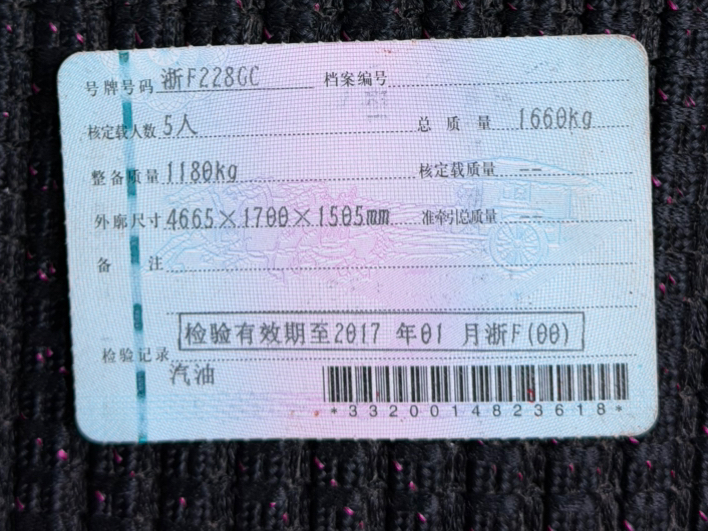 号牌号码 浙F228GC 档案编号
核定载人数 5人 总质量 1660kg
整备质量 1180kg 核定载质量 --
外廓尺寸 4665×1700×1505mm 准牵引总质量 --
备注
检验有效期至2017 年01 月浙F(00)
检验记录
汽油
*3320014823618*